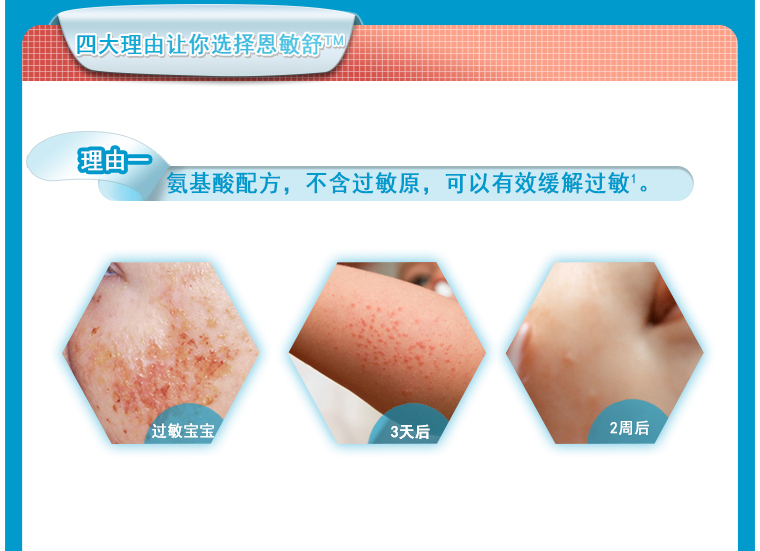 四大理由让你选择恩敏舒™
理由一
氨基酸配方，不含过敏原，可以有效缓解过敏¹。
过敏宝宝
3天后
2周后